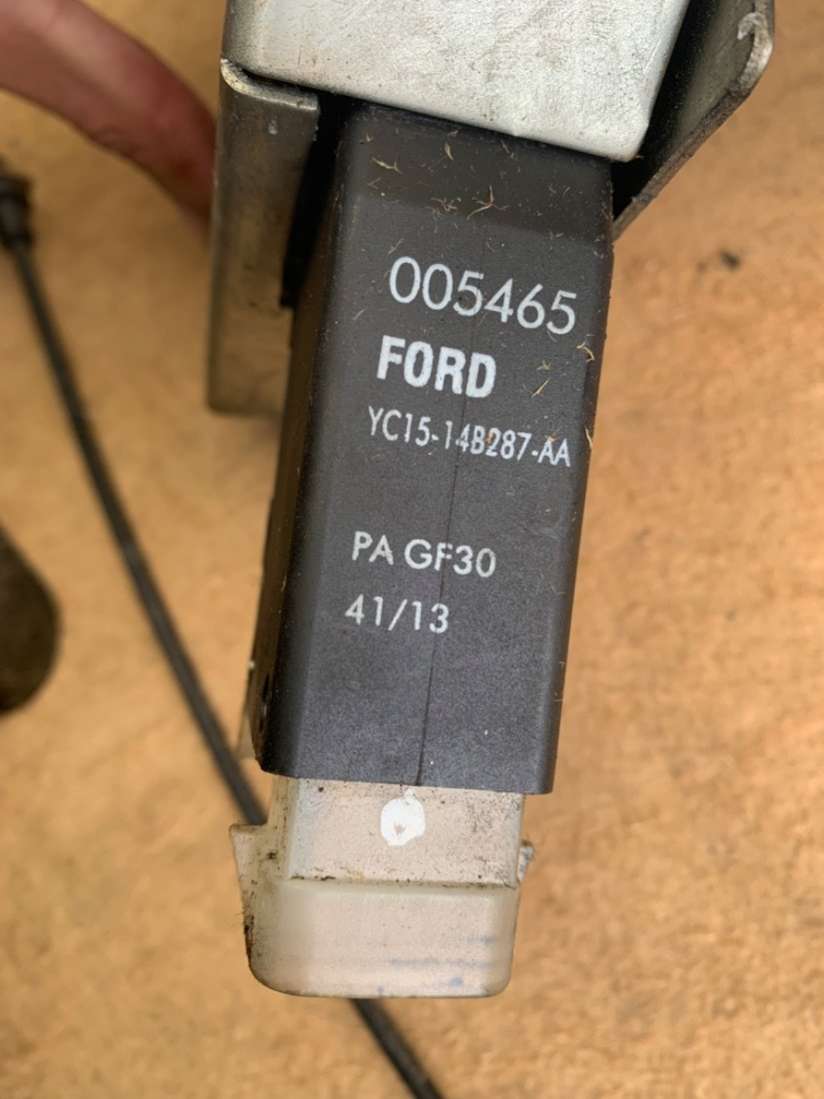 005465
FORD
YC15-14B287-AA
PA GF30
41/13